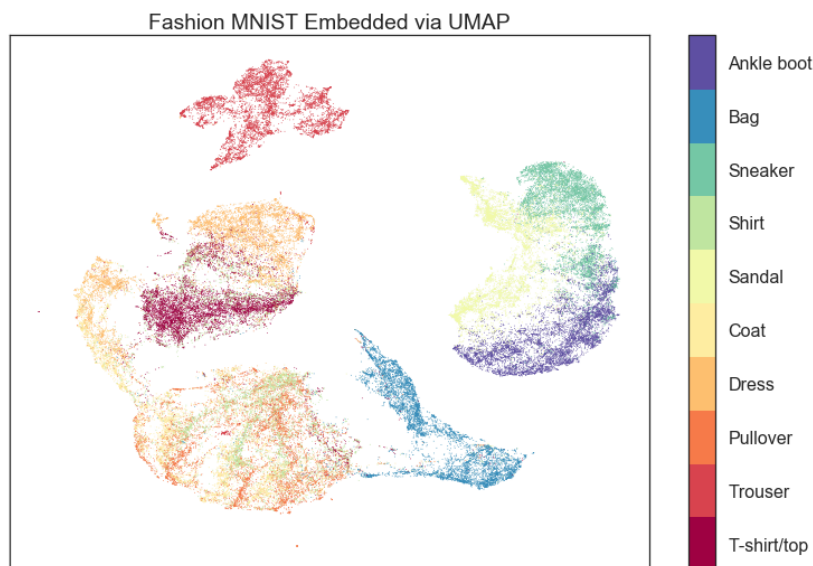 Fashion MNIST Embedded via UMAP
Ankle boot
Bag
Sneaker
Shirt
Sandal
Coat
Dress
Pullover
Trouser
T-shirt/top